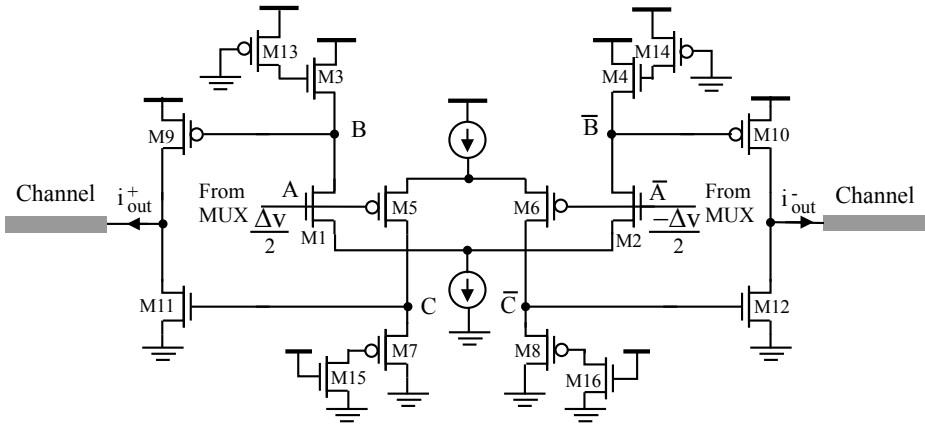 M13
M3
M14
M4
M9
B
B̅
M10
Channel
i⁺out
From
MUX
Δv
2
A
M1
M5
M6
A̅
M2
From
MUX
−Δv
2
i⁻out
Channel
M11
C
C̅
M12
M7
M8
M15
M16